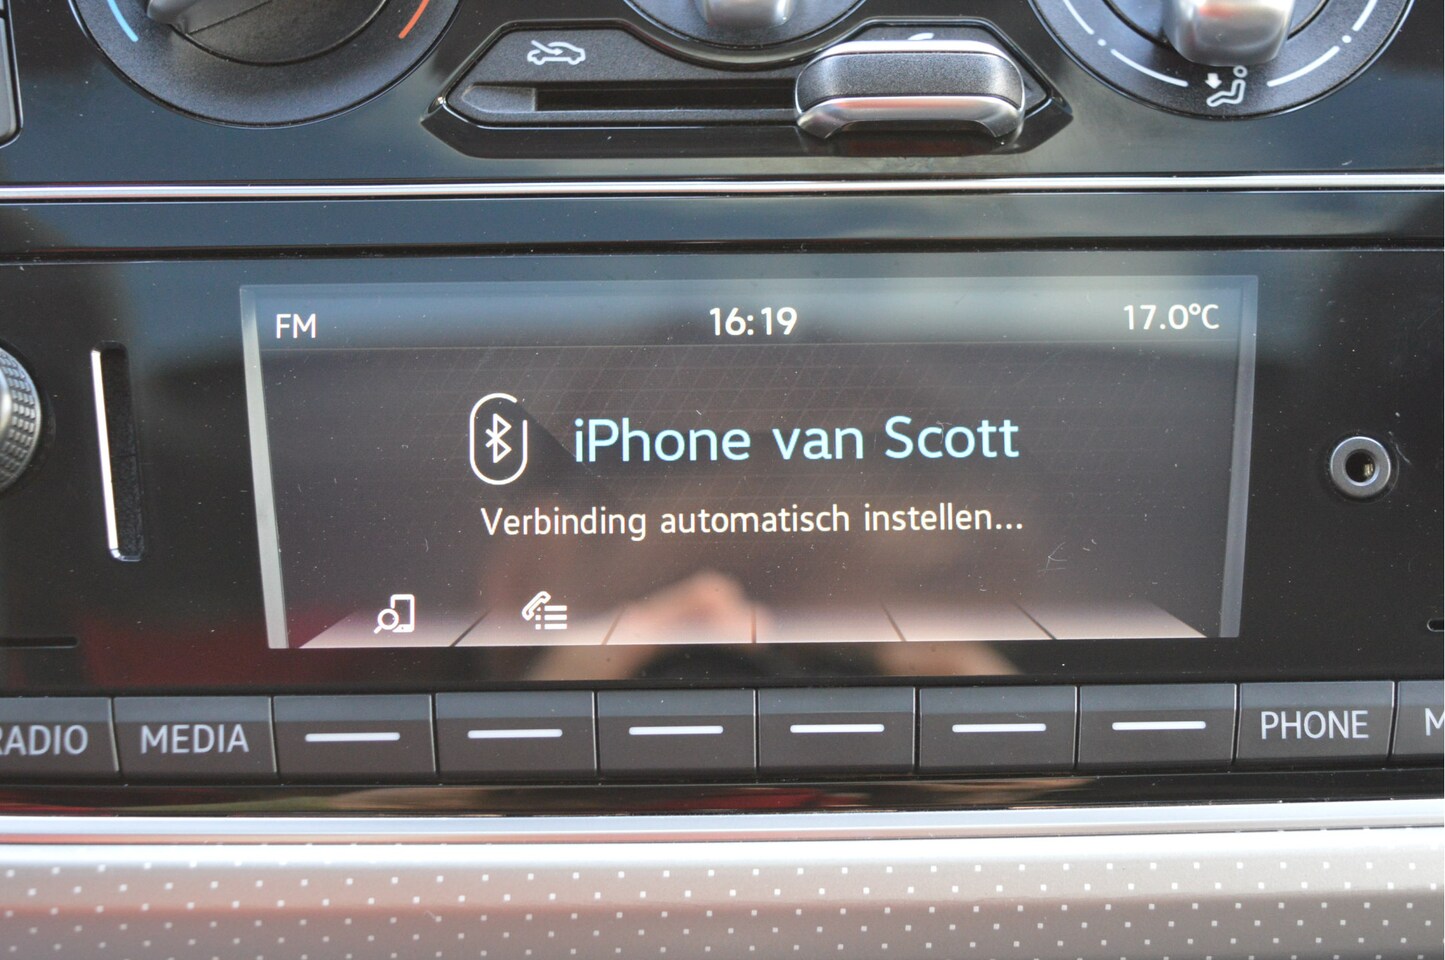 FM 16:19 17.0°C
iPhone van Scott
Verbinding automatisch instellen...
RADIO MEDIA PHONE